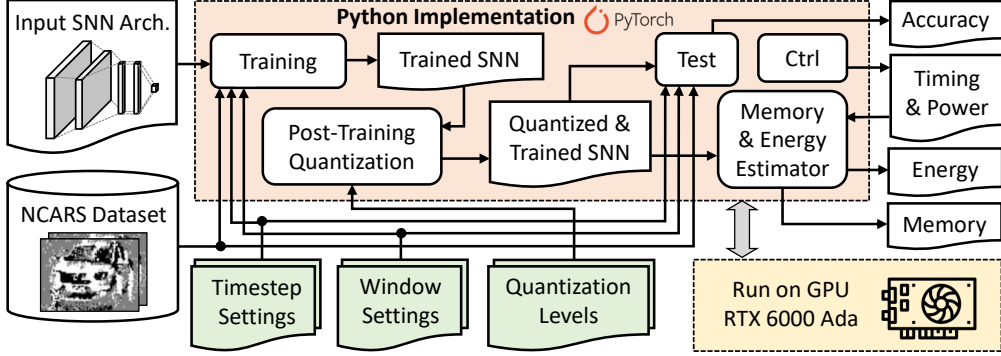 Input SNN Arch.
Python Implementation
PyTorch
Training
Trained SNN
Test
Ctrl
Accuracy
Timing
& Power
Post-Training
Quantization
Quantized &
Trained SNN
Memory
& Energy
Estimator
Energy
Memory
NCARS Dataset
Timestep
Settings
Window
Settings
Quantization
Levels
Run on GPU
RTX 6000 Ada